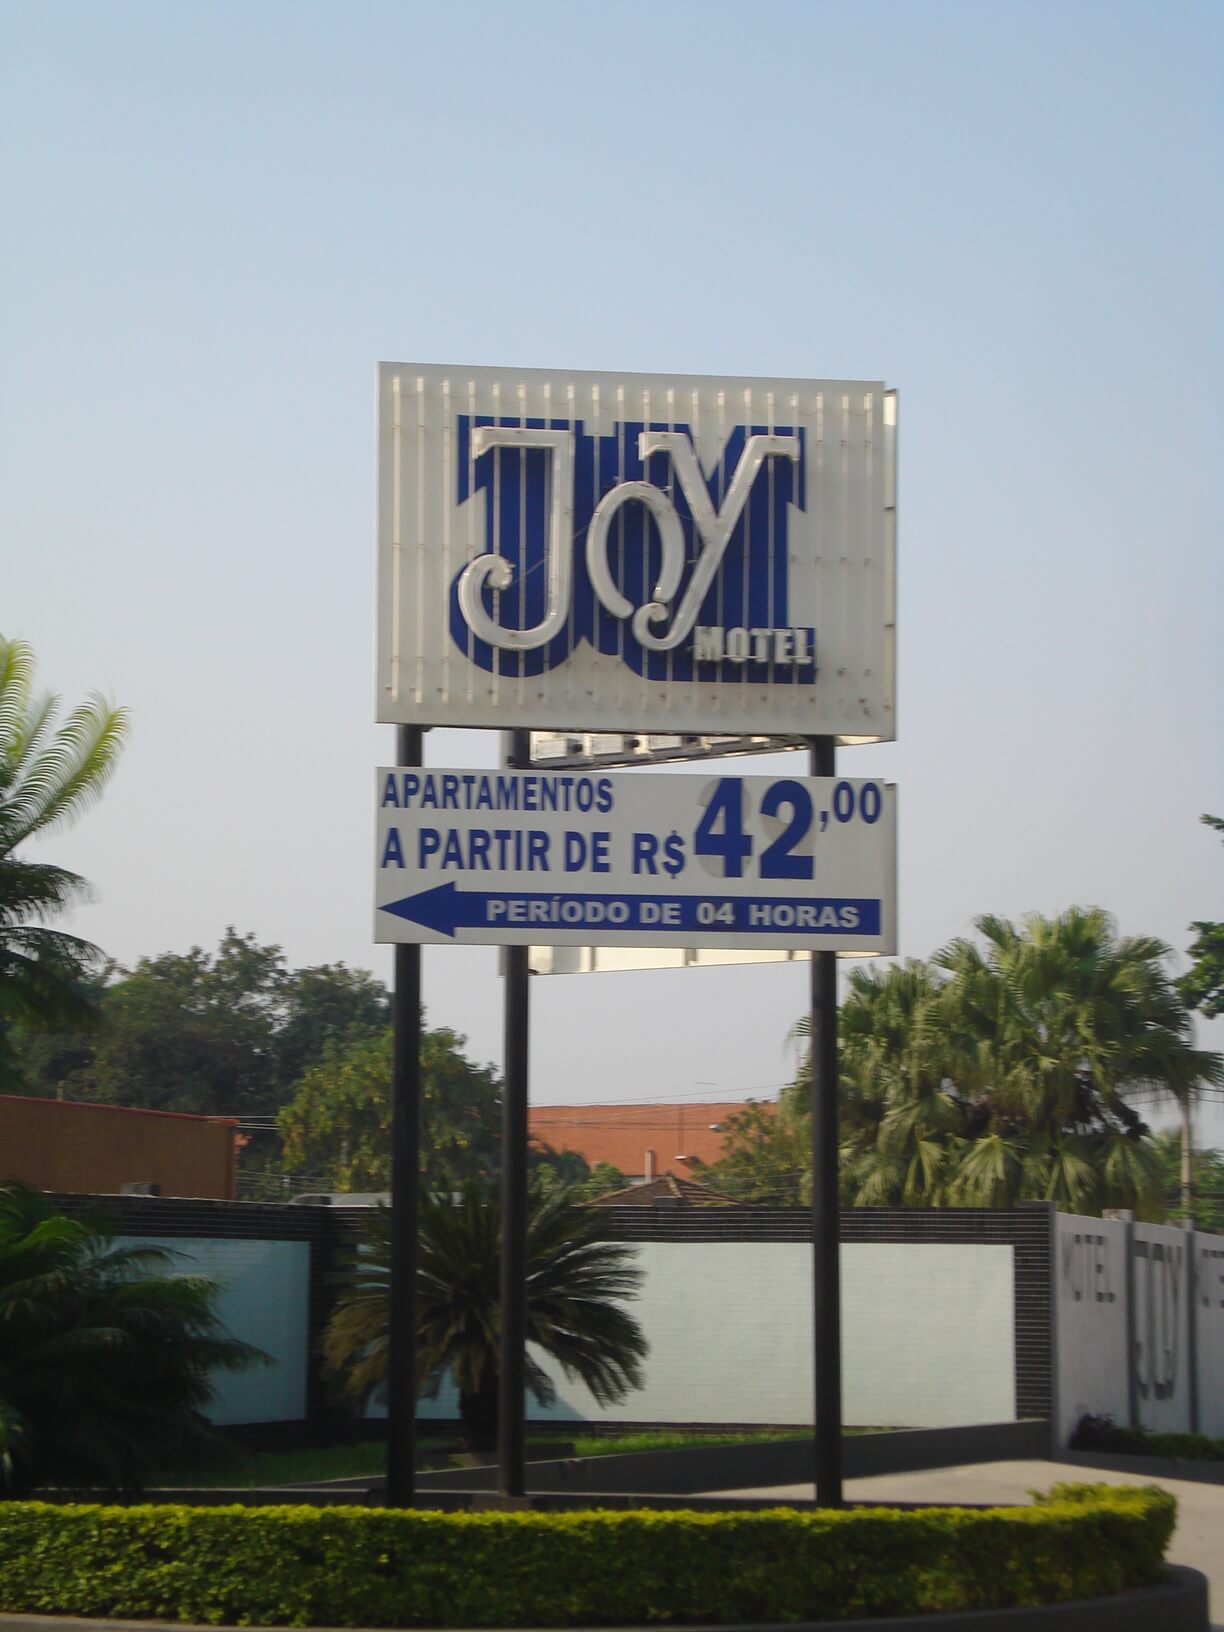 JOY
MOTEL
APARTAMENTOS
A PARTIR DE R$ 42,00
PERÍODO DE 04 HORAS
MOTEL JOY